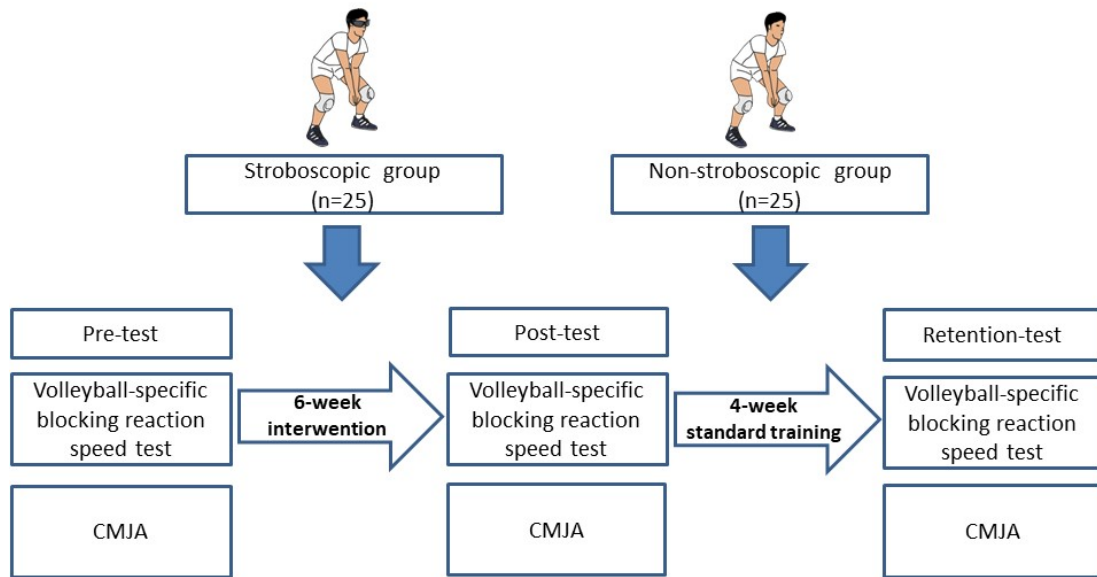 Stroboscopic group
(n=25)
Non-stroboscopic group
(n=25)
Pre-test
Post-test
Retention-test
Volleyball-specific
blocking reaction
speed test
6-week
interwention
Volleyball-specific
blocking reaction
speed test
4-week
standard training
Volleyball-specific
blocking reaction
speed test
CMJA
CMJA
CMJA